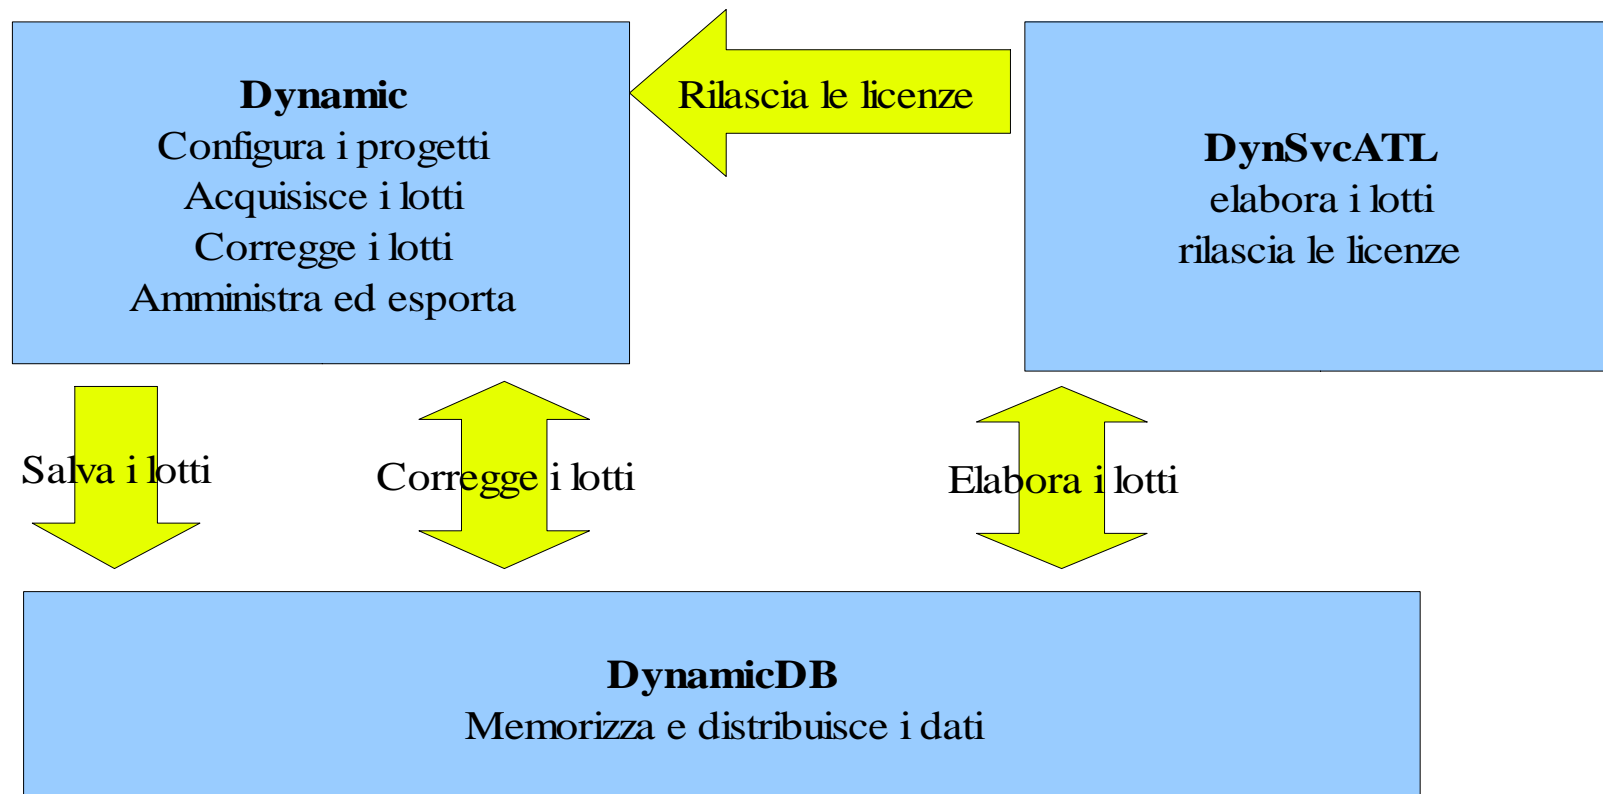 Dynamic
Configura i progetti
Acquisisce i lotti
Corregge i lotti
Amministra ed esporta
Rilascia le licenze
DynSvcATL
elabora i lotti
rilascia le licenze
Salva i lotti
Corregge i lotti
Elabora i lotti
DynamicDB
Memorizza e distribuisce i dati